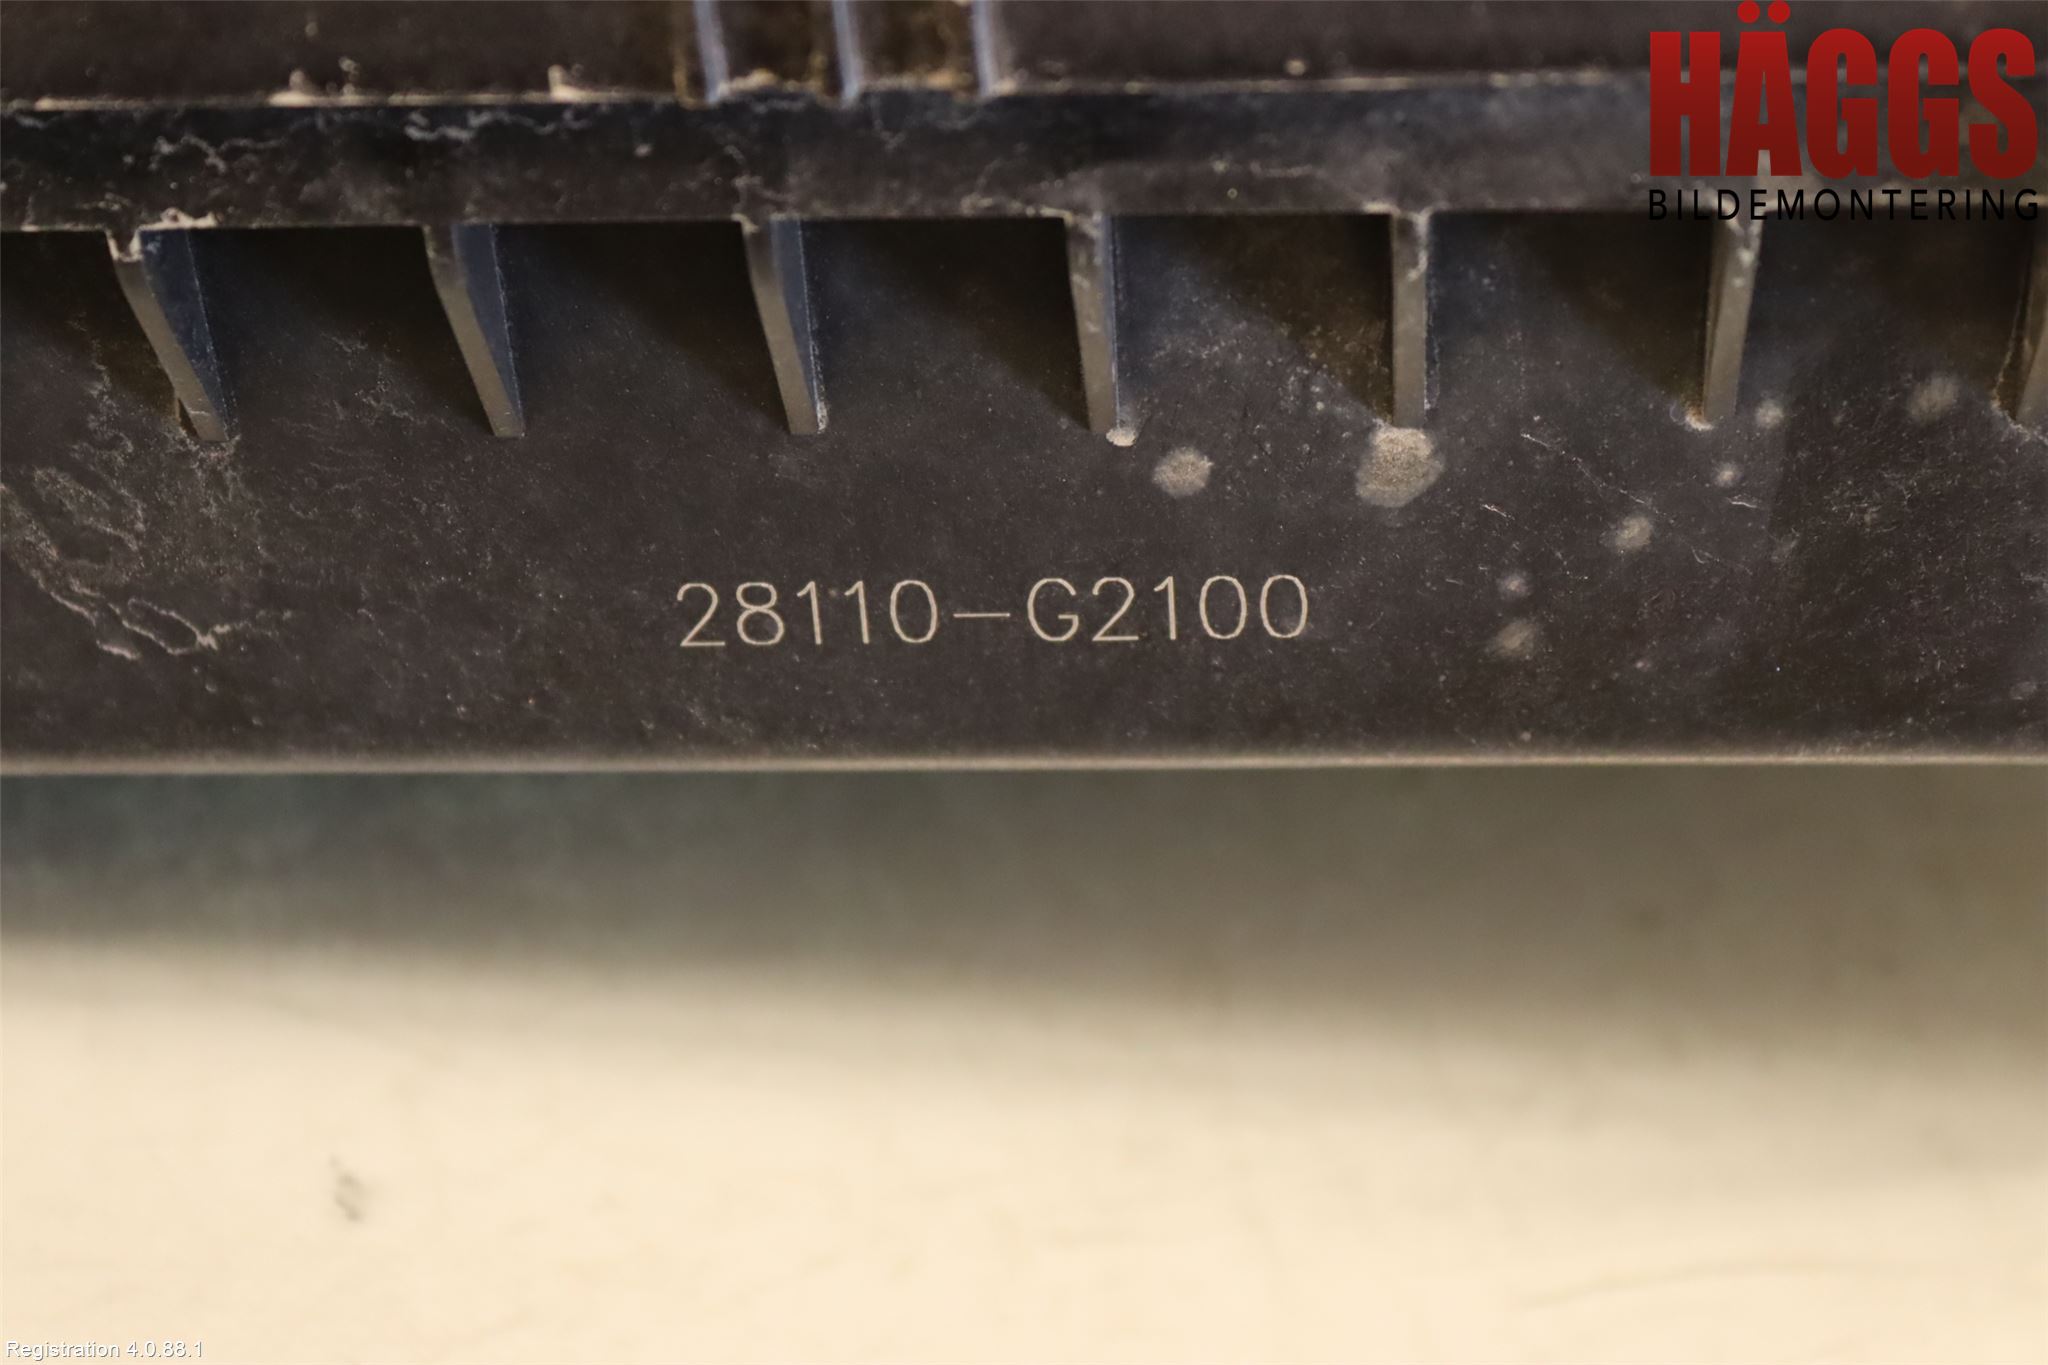 HÄGGS
BILDEMONTERING
28110-G2100
Registration 4.0.88.1